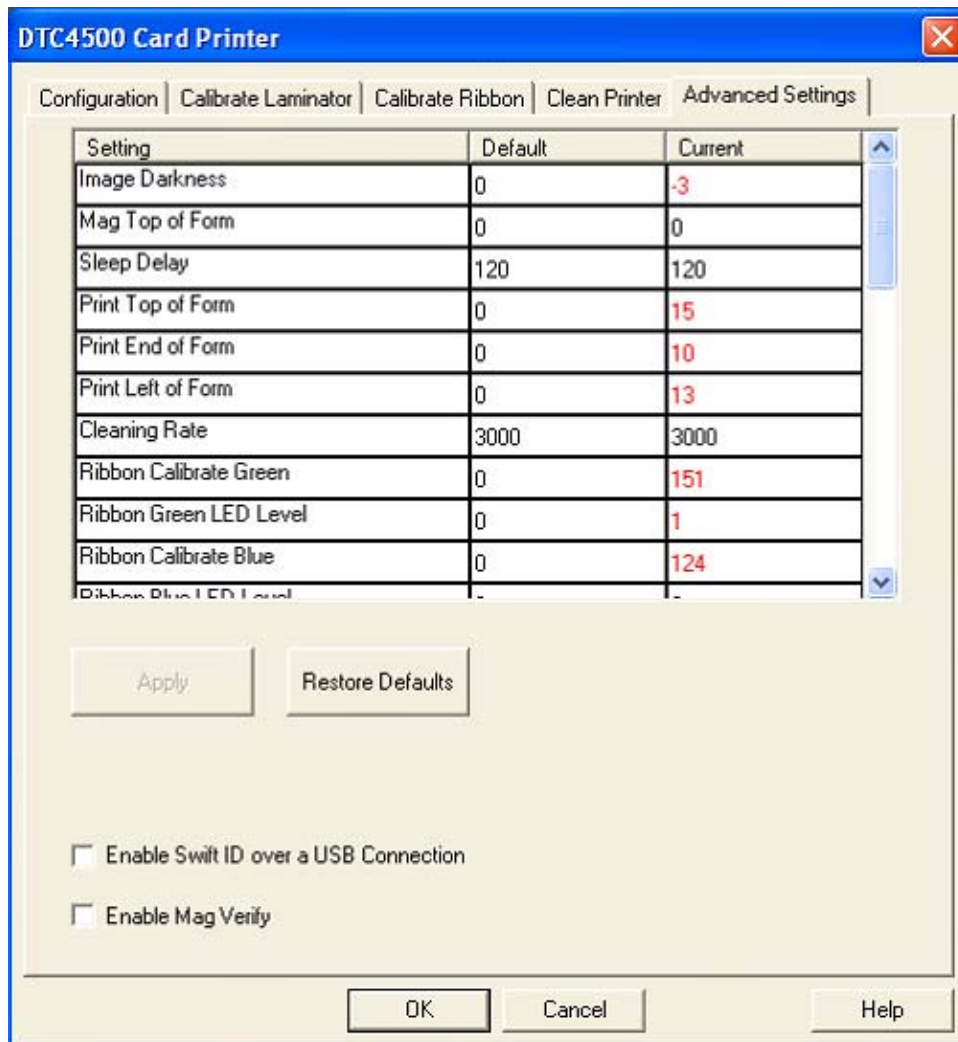 DTC4500 Card Printer
Configuration Calibrate Laminator Calibrate Ribbon Clean Printer Advanced Settings
Setting Default Current
Image Darkness 0 -3
Mag Top of Form 0 0
Sleep Delay 120 120
Print Top of Form 0 15
Print End of Form 0 10
Print Left of Form 0 13
Cleaning Rate 3000 3000
Ribbon Calibrate Green 0 151
Ribbon Green LED Level 0 1
Ribbon Calibrate Blue 0 124
Ribbon Blue LED Level
Apply Restore Defaults
Enable Swift ID over a USB Connection
Enable Mag Verify
OK Cancel Help